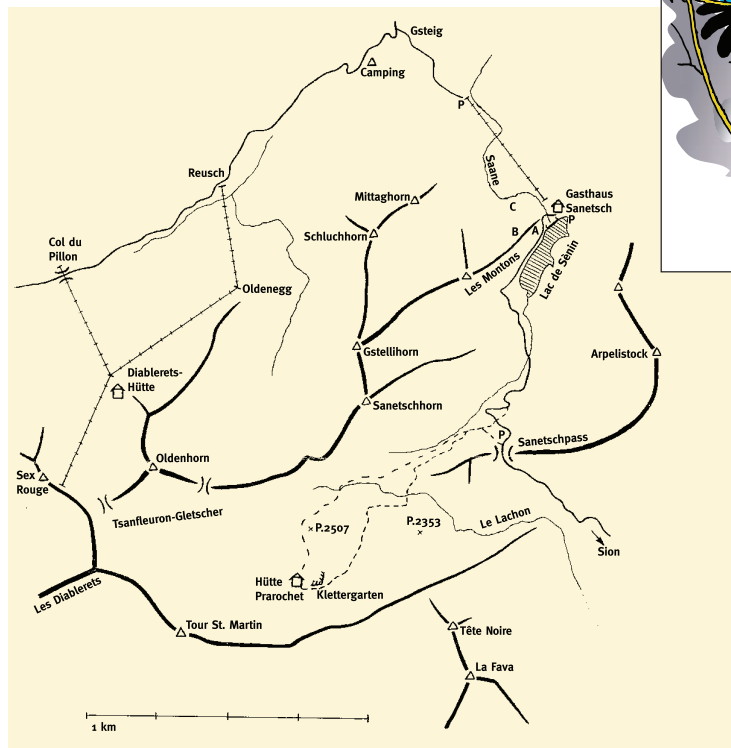 Gsteig
Camping
P
Reusch
Saane
Mittaghorn
Gasthaus
Sanetsch
P
C
Schluchhorn
B
A
Col du
Pillon
Les Montons
Lac de Sènin
Oldenegg
Gstellihorn
Arpelistock
Diablerets-
Hütte
Sanetschhorn
P
Sanetschpass
Oldenhorn
Sex
Rouge
Tsanfleuron-Gletscher
P.2507
P.2353
Le Lachon
Sion
Hütte
Prarochet
Klettergarten
Les Diablerets
Tour St. Martin
Tête Noire
La Fava
1 km